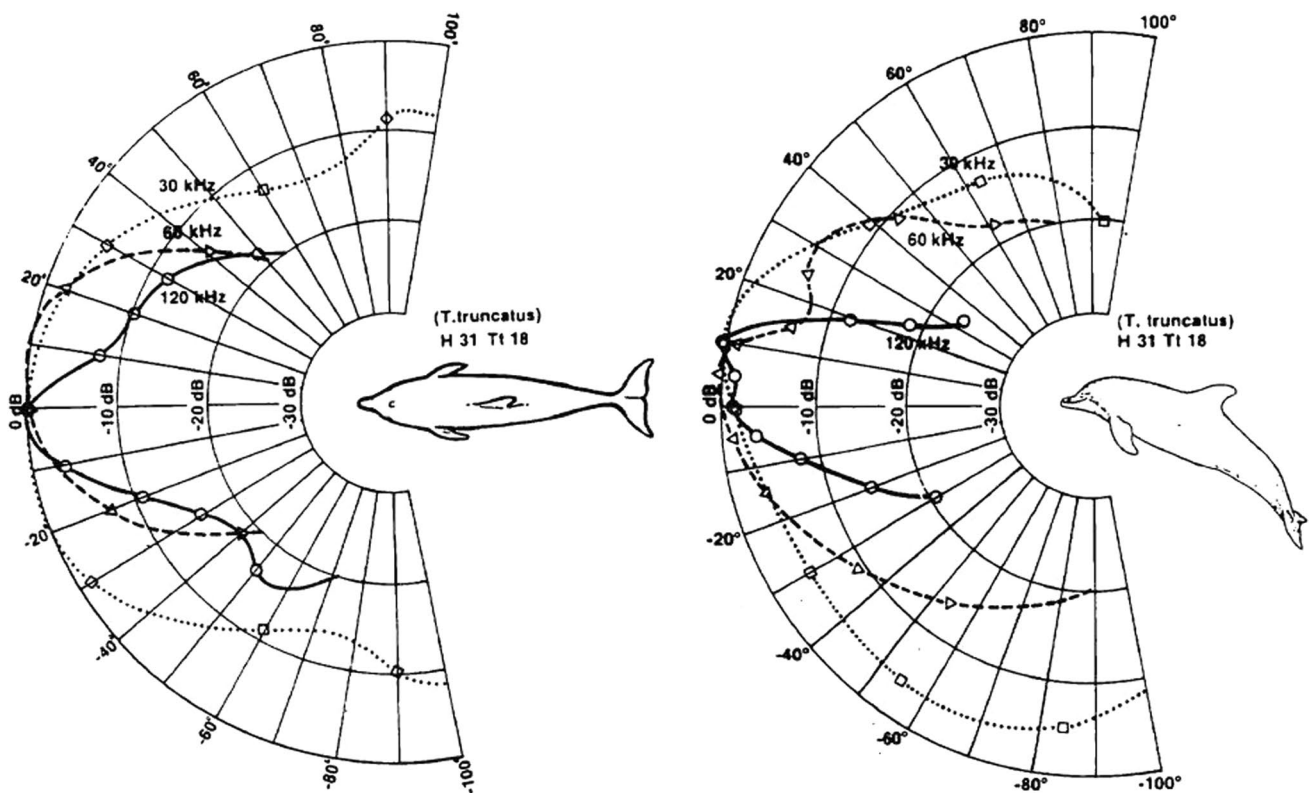 100°
80°
60°
40°
20°
0 dB
-10 dB
-20 dB
-30 dB
-20
-40°
-60°
-80°
-100°
30 kHz
60 kHz
120 kHz
(T.truncatus)
H 31 Tt 18
100°
80°
60°
40°
20°
0 dB
-10 dB
-20 dB
-30 dB
-20°
-40°
-60°
-80°
-100°
30 kHz
60 kHz
120 kHz
(T. truncatus)
H 31 Tt 18